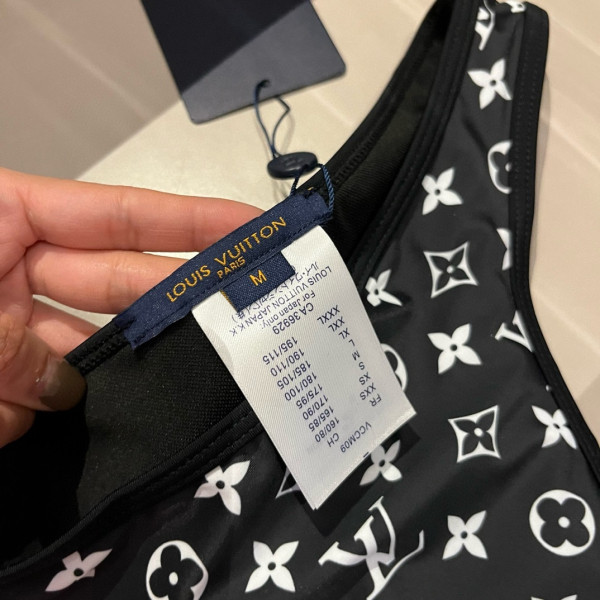 LOUIS VUITTON
PARIS
M
VCCM09
FR CH
XXS 160/80
XS 165/85
S 170/90
M 175/95
L 180/100
XL 185/105
XXL 190/110
XXXL 195/115
CA 36929
For Japan only:
LOUIS VUITTON JAPAN K.K.